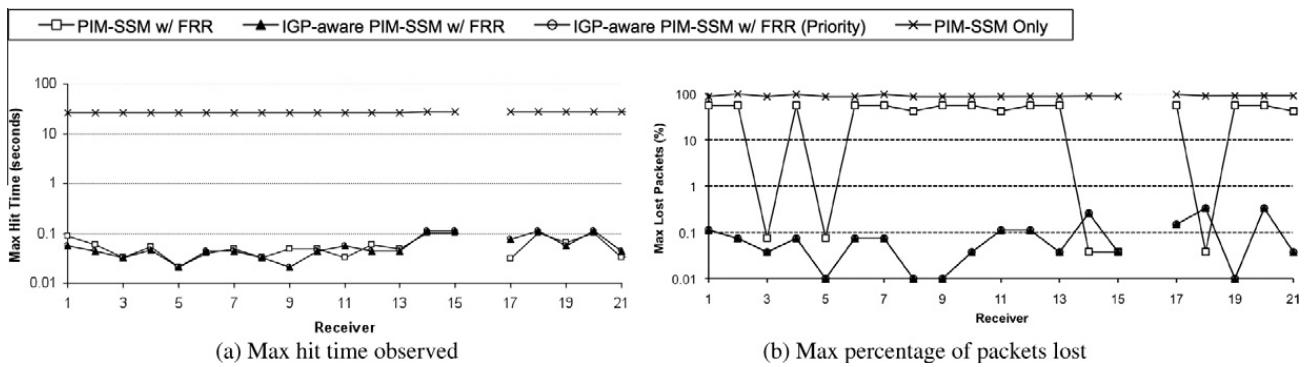 PIM-SSM w/ FRR IGP-aware PIM-SSM w/ FRR IGP-aware PIM-SSM w/ FRR (Priority) PIM-SSM Only
Max Hit Time (seconds)
100
10
1
0.1
0.01
1 3 5 7 9 11 13 15 17 19 21
Receiver
(a) Max hit time observed
Max Lost Packets (%)
100
10
1
0.1
0.01
1 3 5 7 9 11 13 15 17 19 21
Receiver
(b) Max percentage of packets lost